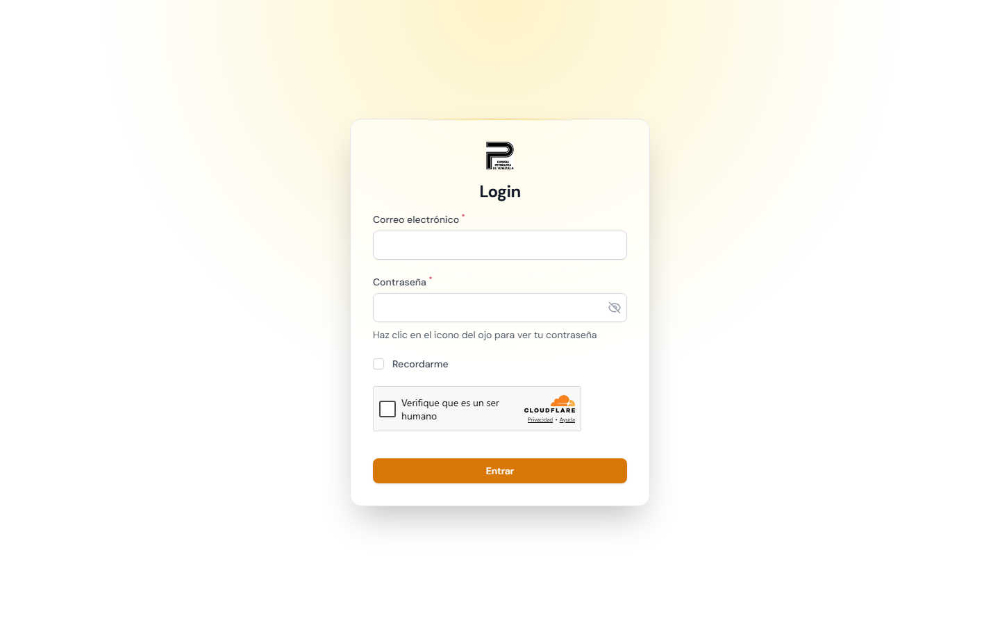 CAMARA
PETROLERA
DE VENEZUELA
Login
Correo electrónico *
Contraseña *
Haz clic en el icono del ojo para ver tu contraseña
Recordarme
Verifique que es un ser
humano
CLOUDFLARE
Privacidad • Ayuda
Entrar